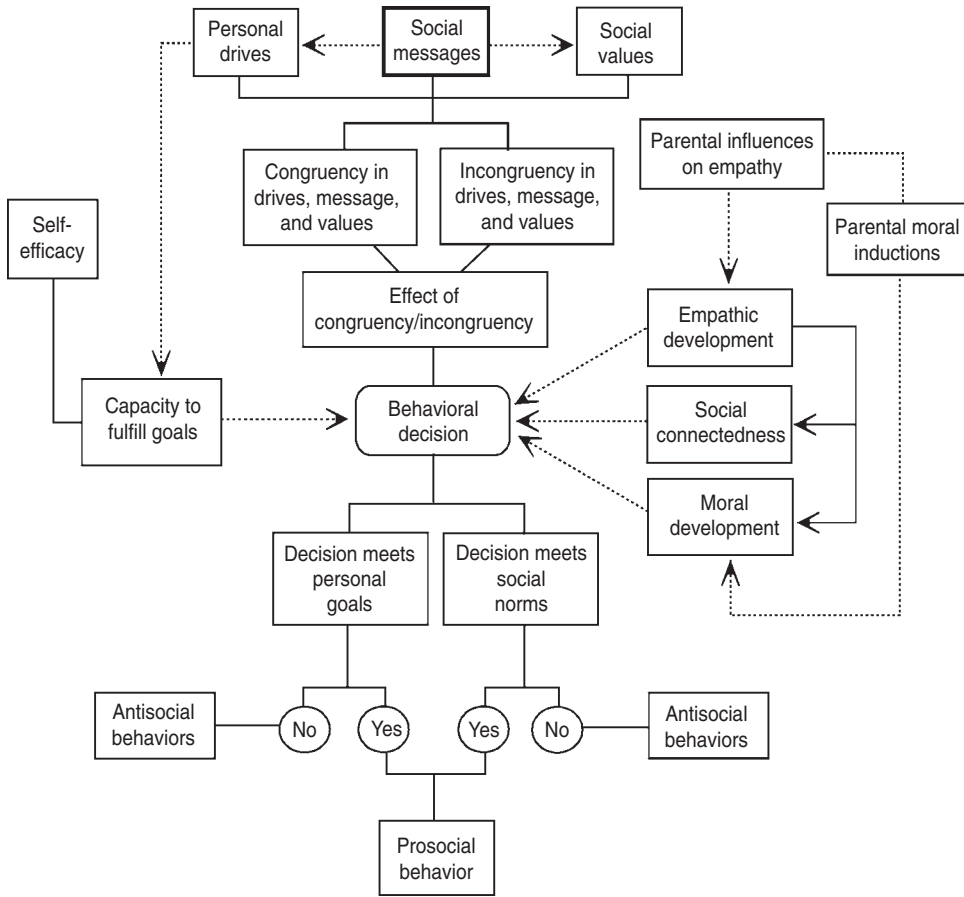 Personal
drives
Social
messages
Social
values
Parental influences
on empathy
Congruency in
drives, message,
and values
Incongruency in
drives, message,
and values
Self-
efficacy
Parental moral
inductions
Effect of
congruency/incongruency
Empathic
development
Capacity to
fulfill goals
Behavioral
decision
Social
connectedness
Moral
development
Decision meets
personal
goals
Decision meets
social
norms
Antisocial
behaviors
No
Yes
Yes
No
Antisocial
behaviors
Prosocial
behavior